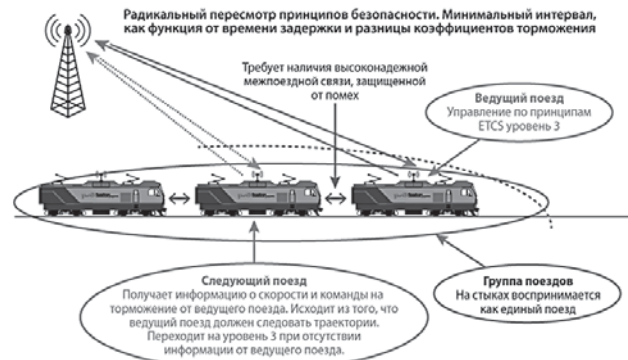 Радикальный пересмотр принципов безопасности. Минимальный интервал,
как функция от времени задержки и разницы коэффициентов торможения
Требует наличия высоконадежной
межпоездной связи, защищенной
от помех
Ведущий поезд
Управление по принципам
ETCS уровень 3
Следующий поезд
Получает информацию о скорости и команды на
торможение от ведущего поезда. Исходит из того, что
ведущий поезд должен следовать траектории.
Переходит на уровень 3 при отсутствии
информации от ведущего поезда.
Группа поездов
На стыках воспринимается
как единый поезд